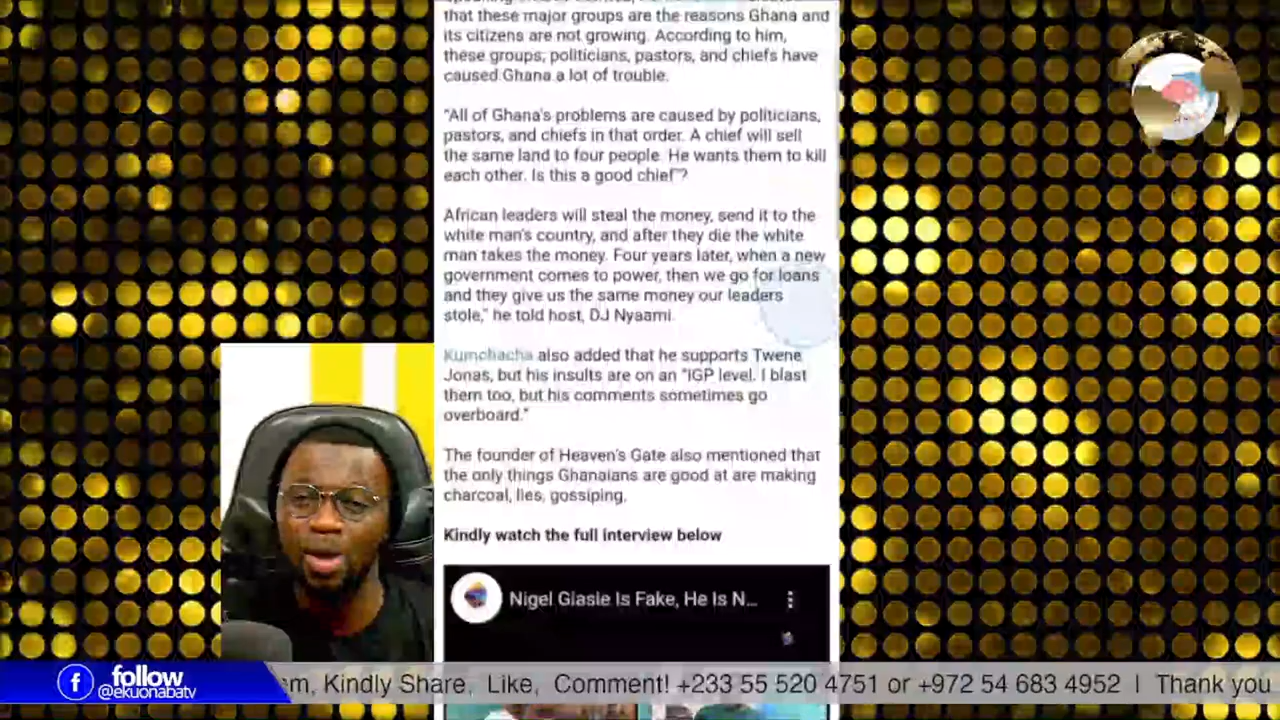 that these major groups are the reasons Ghana and
its citizens are not growing. According to him,
these groups, politicians, pastors, and chiefs have
caused Ghana a lot of trouble.
"All of Ghana's problems are caused by politicians,
pastors, and chiefs in that order. A chief will sell
the same land to four people. He wants them to kill
each other. Is this a good chief"?
African leaders will steal the money, send it to the
white man's country, and after they die the white
man takes the money. Four years later, when a new
government comes to power, then we go for loans
and they give us the same money our leaders
stole," he told host, DJ Nyaami.
Kumchacha also added that he supports Twene
Jonas, but his insults are on an "IGP level. I blast
them too, but his comments sometimes go
overboard."
The founder of Heaven's Gate also mentioned that
the only things Ghanaians are good at are making
charcoal, lies, gossiping.
Kindly watch the full interview below
Nigel Glasie Is Fake, He Is N...
follow
@ekuonabatv
em, Kindly Share, Like, Comment! +233 55 520 4751 or +972 54 683 4952 I Thank you